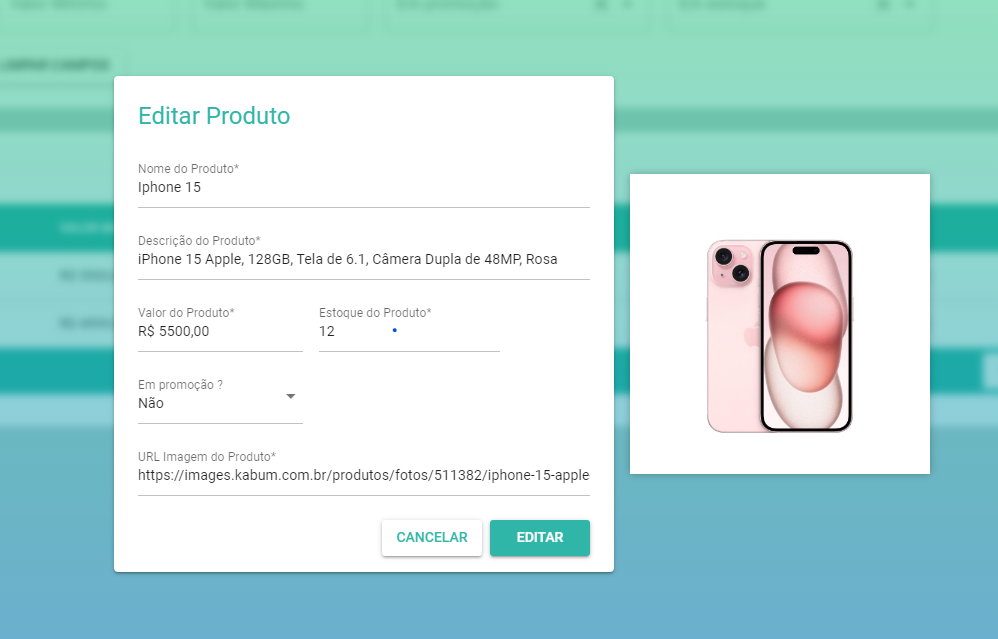 LIMPAR CAMPOS
Editar Produto
Nome do Produto*
Iphone 15
Descrição do Produto*
iPhone 15 Apple, 128GB, Tela de 6.1, Câmera Dupla de 48MP, Rosa
Valor do Produto*
Estoque do Produto*
R$ 5500,00
12
Em promoção ?
Não
URL Imagem do Produto*
https://images.kabum.com.br/produtos/fotos/511382/iphone-15-apple
CANCELAR
EDITAR